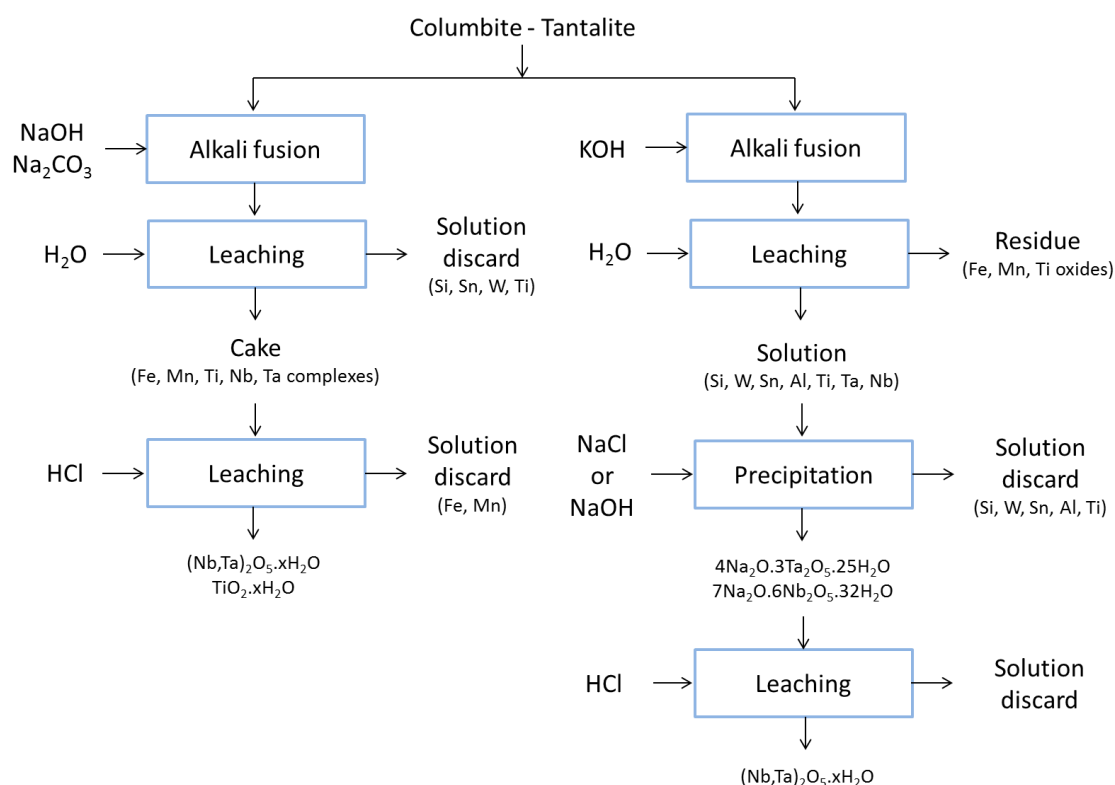 Columbite - Tantalite
NaOH
Na₂CO₃
Alkali fusion
H₂O
Leaching
Solution
discard
(Si, Sn, W, Ti)
Cake
(Fe, Mn, Ti, Nb, Ta complexes)
HCl
Leaching
Solution
discard
(Fe, Mn)
(Nb,Ta)₂O₅.xH₂O
TiO₂.xH₂O
KOH
Alkali fusion
H₂O
Leaching
Residue
(Fe, Mn, Ti oxides)
Solution
(Si, W, Sn, Al, Ti, Ta, Nb)
NaCl
or
NaOH
Precipitation
Solution
discard
(Si, W, Sn, Al, Ti)
4Na₂O.3Ta₂O₅.25H₂O
7Na₂O.6Nb₂O₅.32H₂O
HCl
Leaching
Solution
discard
(Nb,Ta)₂O₅.xH₂O